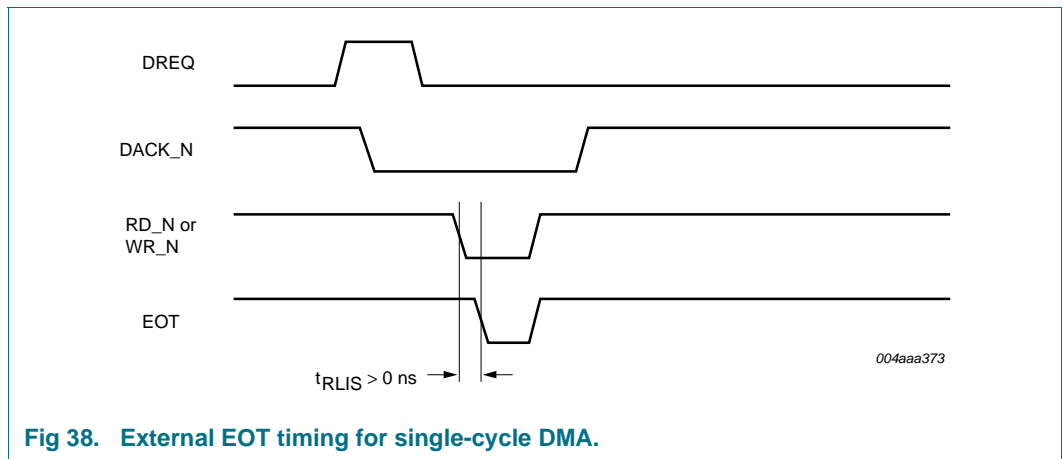 DREQ
DACK_N
RD_N or
WR_N
EOT
004aaa373
tRLIS > 0 ns
Fig 38. External EOT timing for single-cycle DMA.